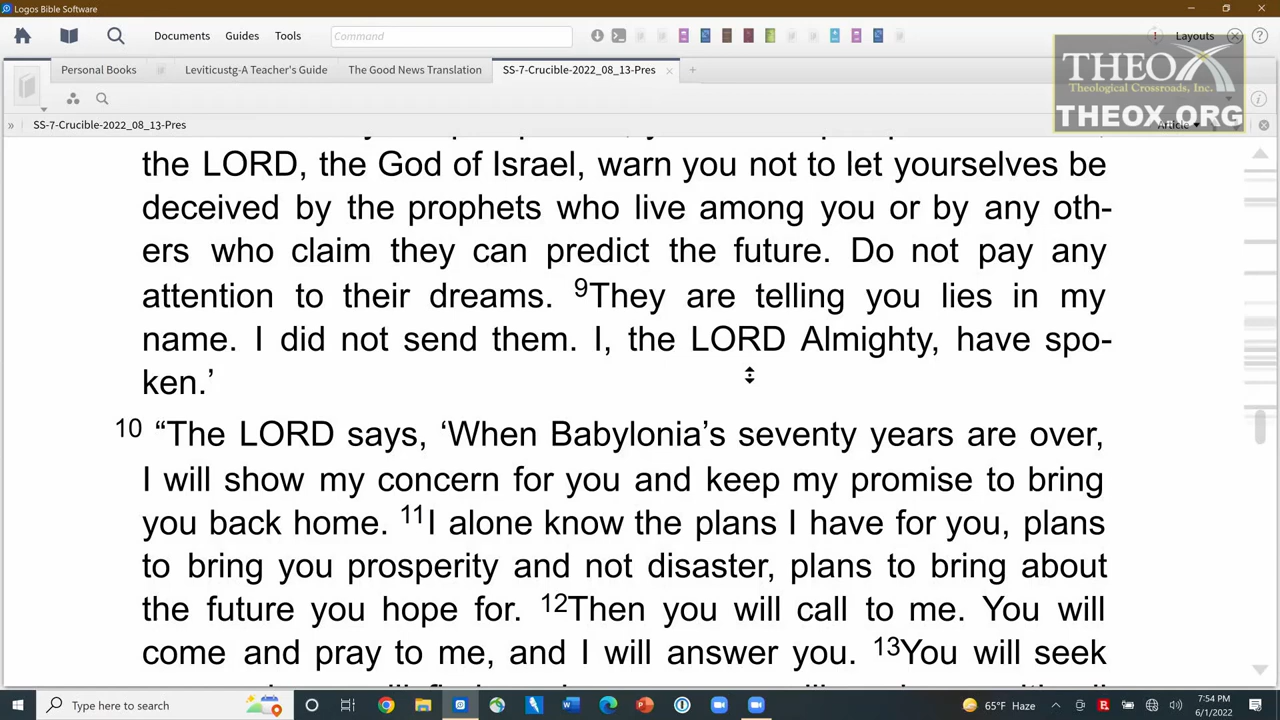 Logos Bible Software
Documents Guides Tools Command Layouts
THEOX
Theological Crossroads, Inc.
THEOX.ORG
Personal Books Leviticustg-A Teacher's Guide The Good News Translation SS-7-Crucible-2022_08_13-Pres
SS-7-Crucible-2022_08_13-Pres Article
the LORD, the God of Israel, warn you not to let yourselves be
deceived by the prophets who live among you or by any oth-
ers who claim they can predict the future. Do not pay any
attention to their dreams. 9They are telling you lies in my
name. I did not send them. I, the LORD Almighty, have spo-
ken.’
10 “The LORD says, ‘When Babylonia’s seventy years are over,
I will show my concern for you and keep my promise to bring
you back home. 11I alone know the plans I have for you, plans
to bring you prosperity and not disaster, plans to bring about
the future you hope for. 12Then you will call to me. You will
come and pray to me, and I will answer you. 13You will seek
Type here to search
65°F Haze
7:54 PM
6/1/2022